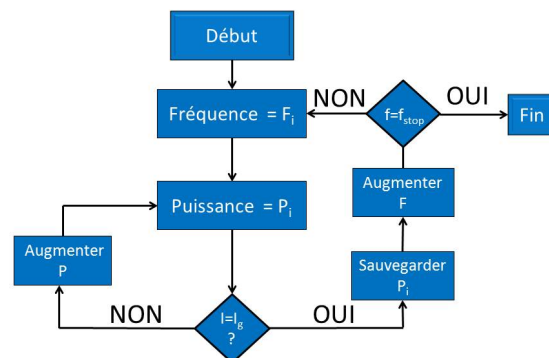 Début
Fréquence = Fi
NON
f=fstop
OUI
Fin
Puissance = Pi
Augmenter
F
Augmenter
P
Sauvegarder
Pi
NON
I=Ig
?
OUI